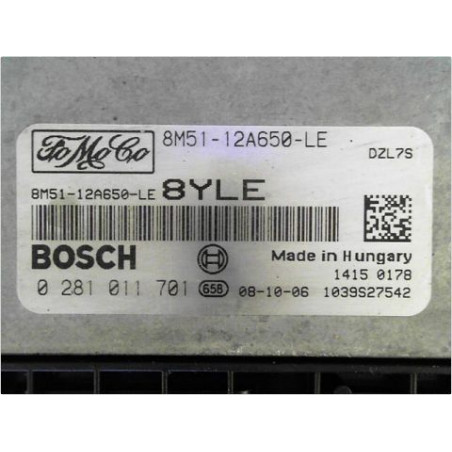 FoMoCo 8M51-12A650-LE
DZL7S
8M51-12A650-LE 8YLE
BOSCH Made in Hungary
1415 0178
0 281 011 701 658 08-10-06 1039S27542